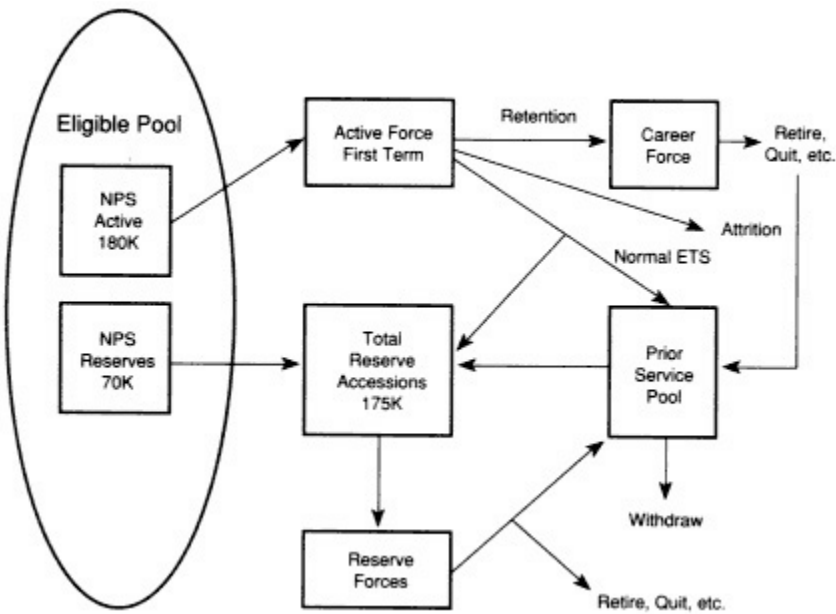 Eligible Pool
NPS
Active
180K
NPS
Reserves
70K
Active Force
First Term
Retention
Career
Force
Retire,
Quit, etc.
Attrition
Normal ETS
Total
Reserve
Accessions
175K
Prior
Service
Pool
Withdraw
Reserve
Forces
Retire, Quit, etc.